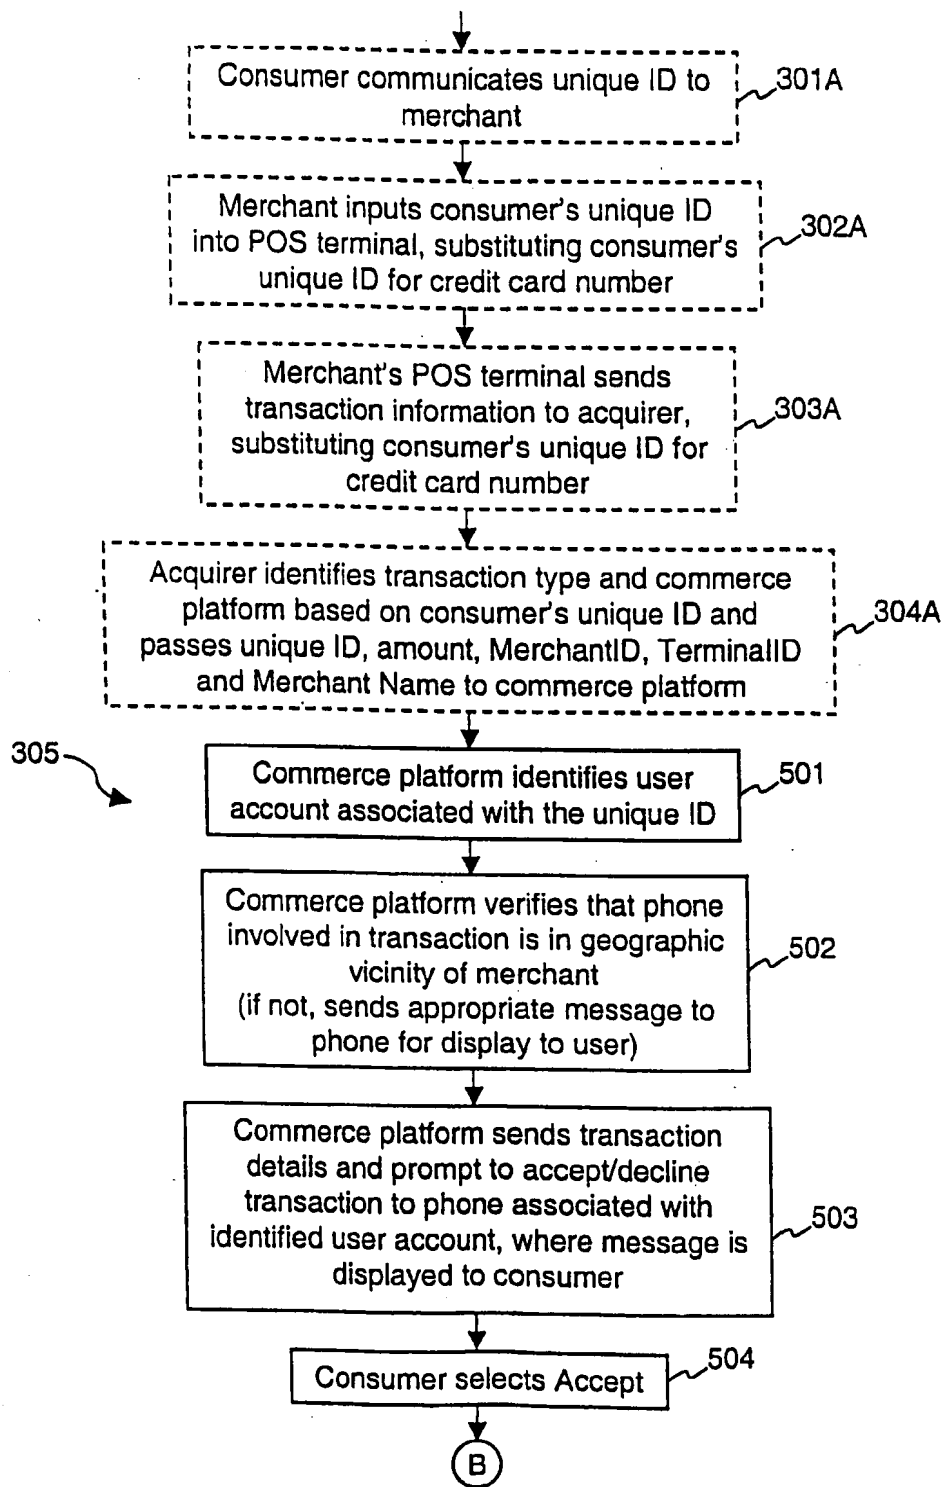 Consumer communicates unique ID to
merchant
301A
Merchant inputs consumer's unique ID
into POS terminal, substituting consumer's
unique ID for credit card number
302A
Merchant's POS terminal sends
transaction information to acquirer,
substituting consumer's unique ID for
credit card number
303A
Acquirer identifies transaction type and commerce
platform based on consumer's unique ID and
passes unique ID, amount, MerchantID, TerminalID
and Merchant Name to commerce platform
304A
305
Commerce platform identifies user
account associated with the unique ID
501
Commerce platform verifies that phone
involved in transaction is in geographic
vicinity of merchant
(if not, sends appropriate message to
phone for display to user)
502
Commerce platform sends transaction
details and prompt to accept/decline
transaction to phone associated with
identified user account, where message is
displayed to consumer
503
Consumer selects Accept
504
B